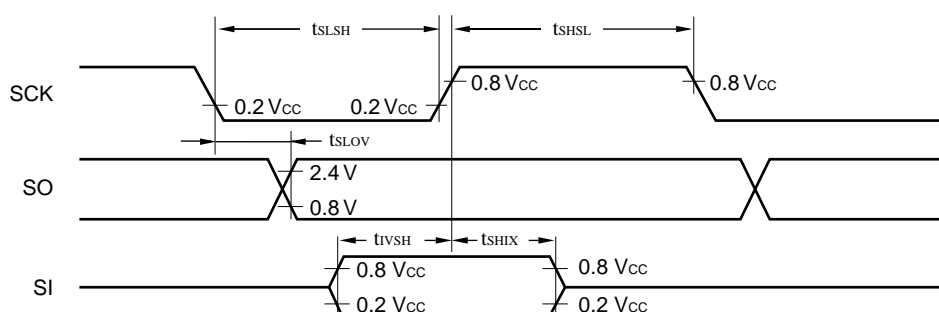 tSLSH tSHSL
SCK 0.2 VCC 0.2 VCC 0.8 VCC 0.8 VCC
tSLOV
SO 2.4 V
0.8 V
tIVSH tSHIX
0.8 VCC 0.8 VCC
SI
0.2 VCC 0.2 VCC